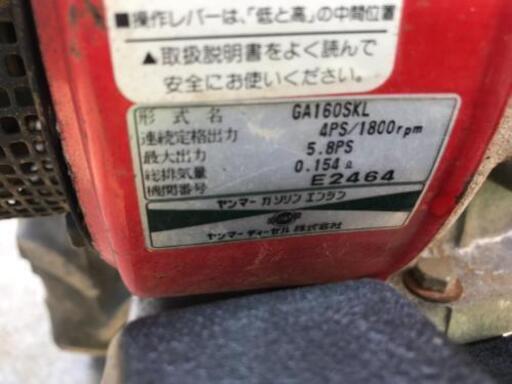 ■操作レバーは、「低と高」の中間位置
▲取扱説明書をよく読んで
安全にお使いください。
形式名 GA160SKL
連続定格出力 4PS/1800rpm
最大出力 5.8PS
総排気量 0.154ℓ
機関番号 E2464
ヤンマーガソリンエンジン
ヤンマーディーゼル株式会社